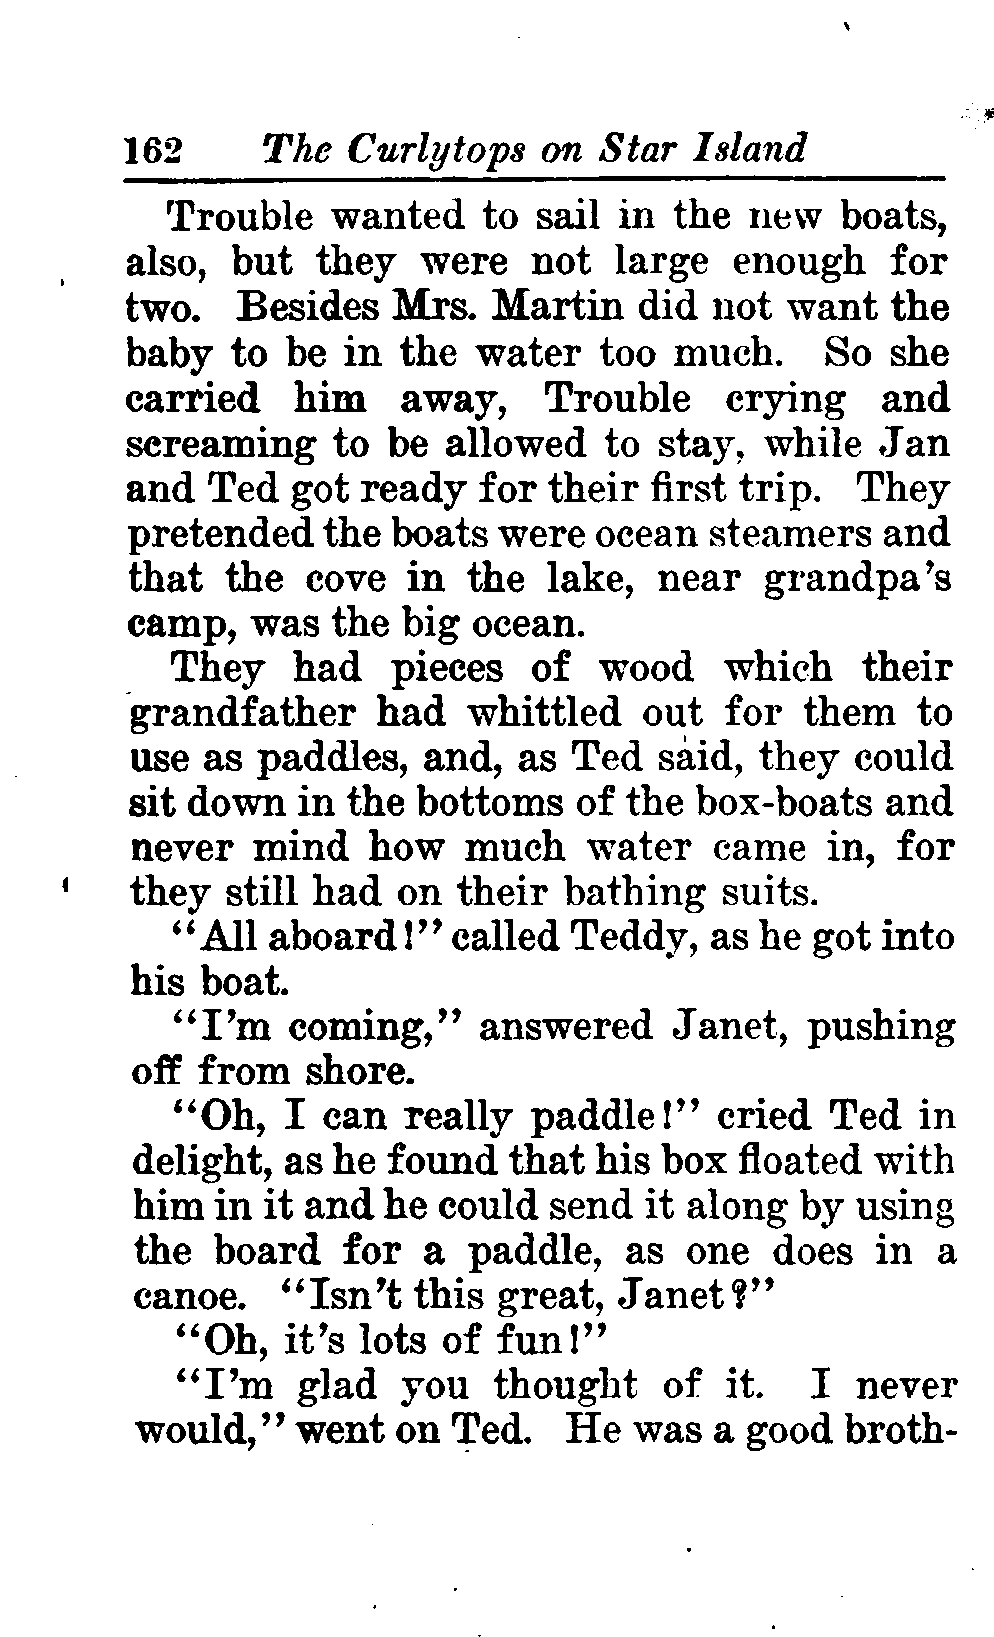 162 The Curlytops on Star Island
Trouble wanted to sail in the new boats,
also, but they were not large enough for
two. Besides Mrs. Martin did not want the
baby to be in the water too much. So she
carried him away, Trouble crying and
screaming to be allowed to stay, while Jan
and Ted got ready for their first trip. They
pretended the boats were ocean steamers and
that the cove in the lake, near grandpa's
camp, was the big ocean.
They had pieces of wood which their
grandfather had whittled out for them to
use as paddles, and, as Ted said, they could
sit down in the bottoms of the box-boats and
never mind how much water came in, for
they still had on their bathing suits.
“All aboard!” called Teddy, as he got into
his boat.
“I'm coming,” answered Janet, pushing
off from shore.
“Oh, I can really paddle!” cried Ted in
delight, as he found that his box floated with
him in it and he could send it along by using
the board for a paddle, as one does in a
canoe. “Isn't this great, Janet?”
“Oh, it's lots of fun!”
“I'm glad you thought of it. I never
would,” went on Ted. He was a good broth-